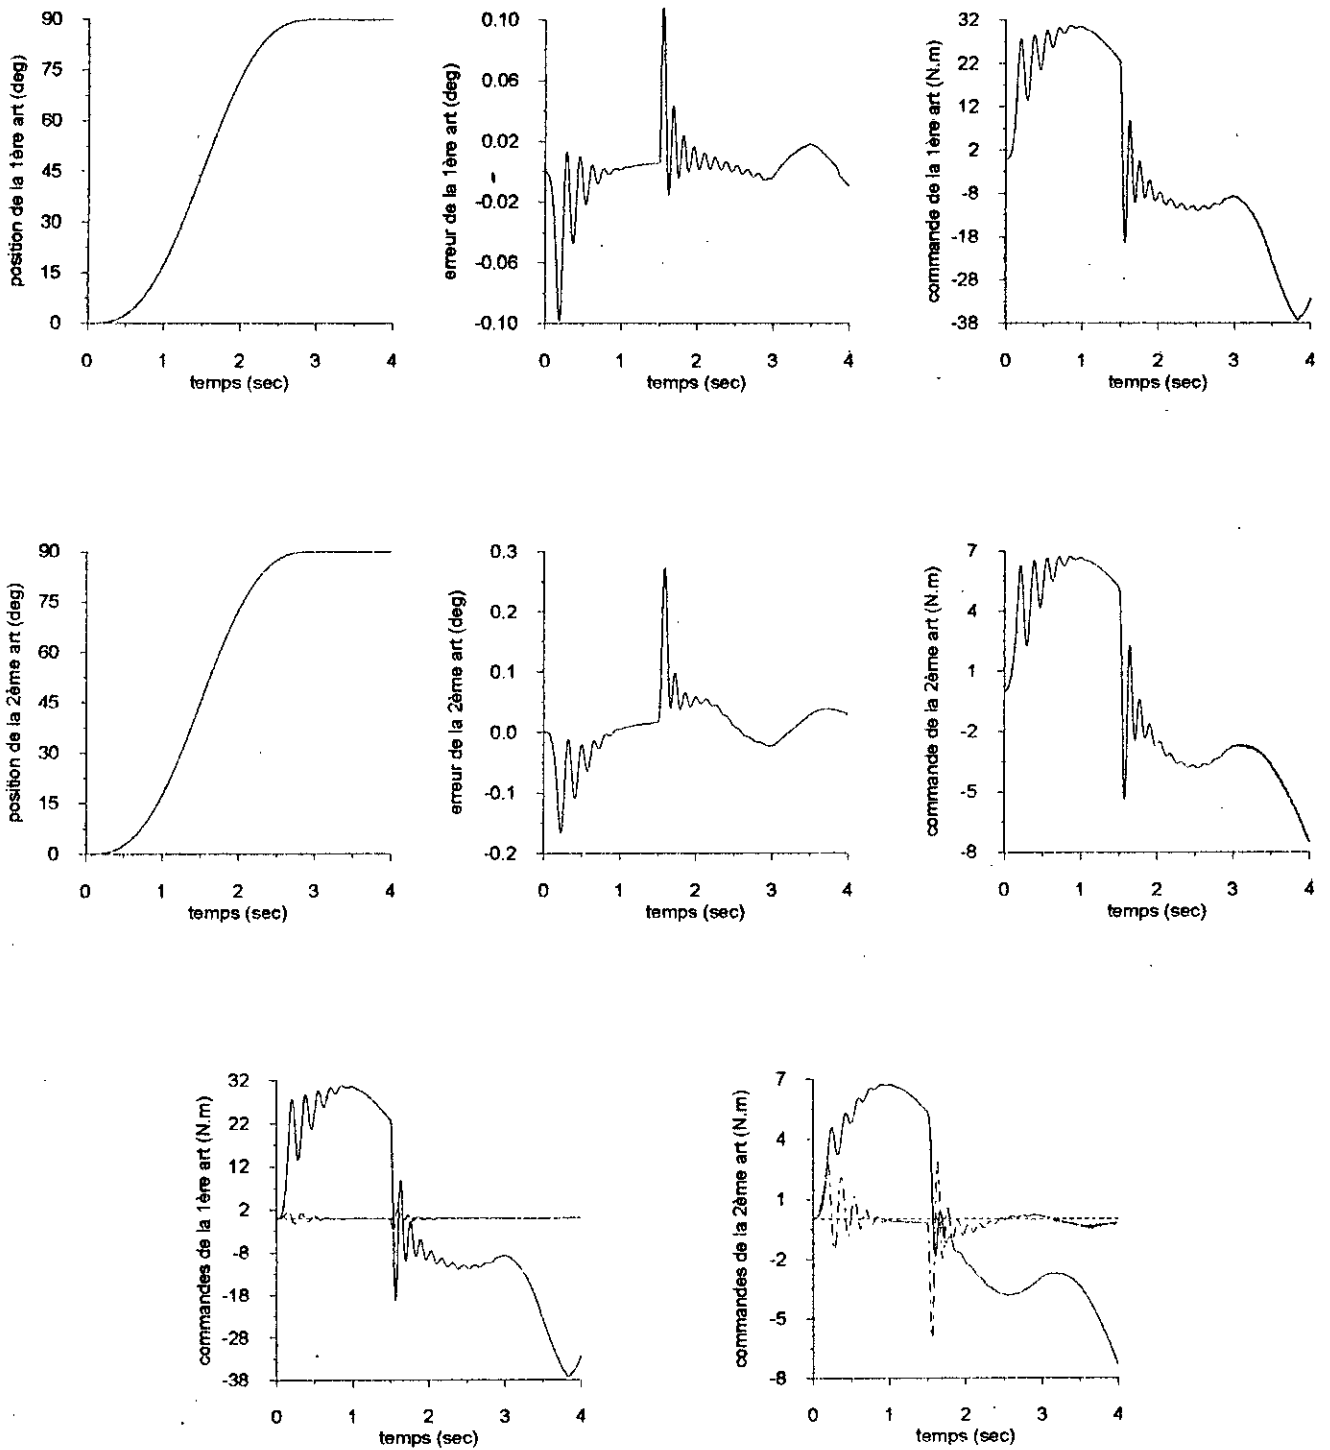 position de la 1ère art (deg)
90
75
60
45
30
15
0
0 1 2 3 4
temps (sec)
erreur de la 1ère art (deg)
0.10
0.06
0.02
-0.02
-0.06
-0.10
0 1 2 3 4
temps (sec)
commande de la 1ère art (N.m)
32
22
12
2
-8
-18
-28
-38
0 1 2 3 4
temps (sec)
position de la 2ème art (deg)
90
75
60
45
30
15
0
0 1 2 3 4
temps (sec)
erreur de la 2ème art (deg)
0.3
0.2
0.1
0.0
-0.1
-0.2
0 1 2 3 4
temps (sec)
commande de la 2ème art (N.m)
7
4
1
-2
-5
-8
0 1 2 3 4
temps (sec)
commandes de la 1ère art (N.m)
32
22
12
2
-8
-18
-28
-38
0 1 2 3 4
temps (sec)
commandes de la 2ème art (N.m)
7
4
1
-2
-5
-8
0 1 2 3 4
temps (sec)